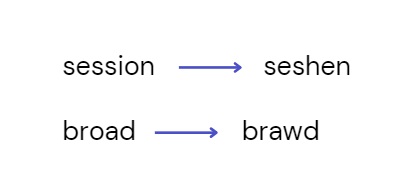 session → seshen
broad → brawd